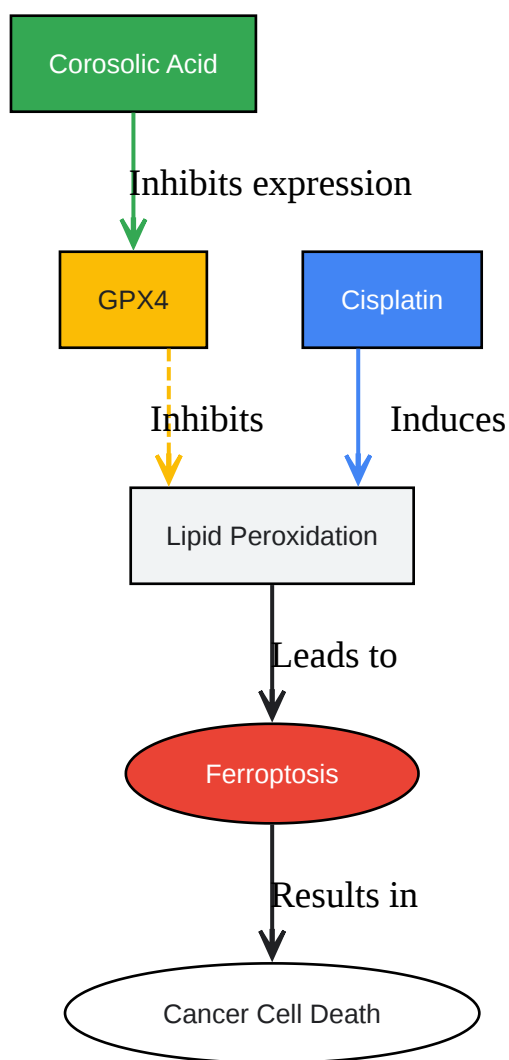 Corosolic Acid
Inhibits expression
GPX4
Cisplatin
Inhibits
Induces
Lipid Peroxidation
Leads to
Ferroptosis
Results in
Cancer Cell Death